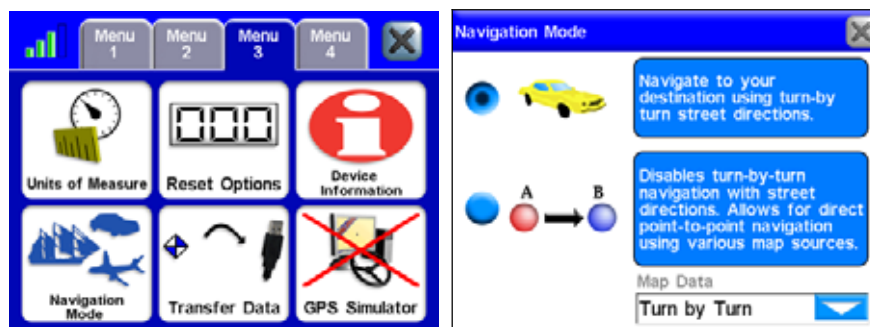 Menu 1
Menu 2
Menu 3
Menu 4
000
Units of Measure
Reset Options
Device
Information
Navigation
Mode
Transfer Data
GPS Simulator
Navigation Mode
Navigate to your
destination using turn-by
turn street directions.
A
B
Disables turn-by-turn
navigation with street
directions. Allows for direct
point-to-point navigation
using various map sources.
Map Data
Turn by Turn